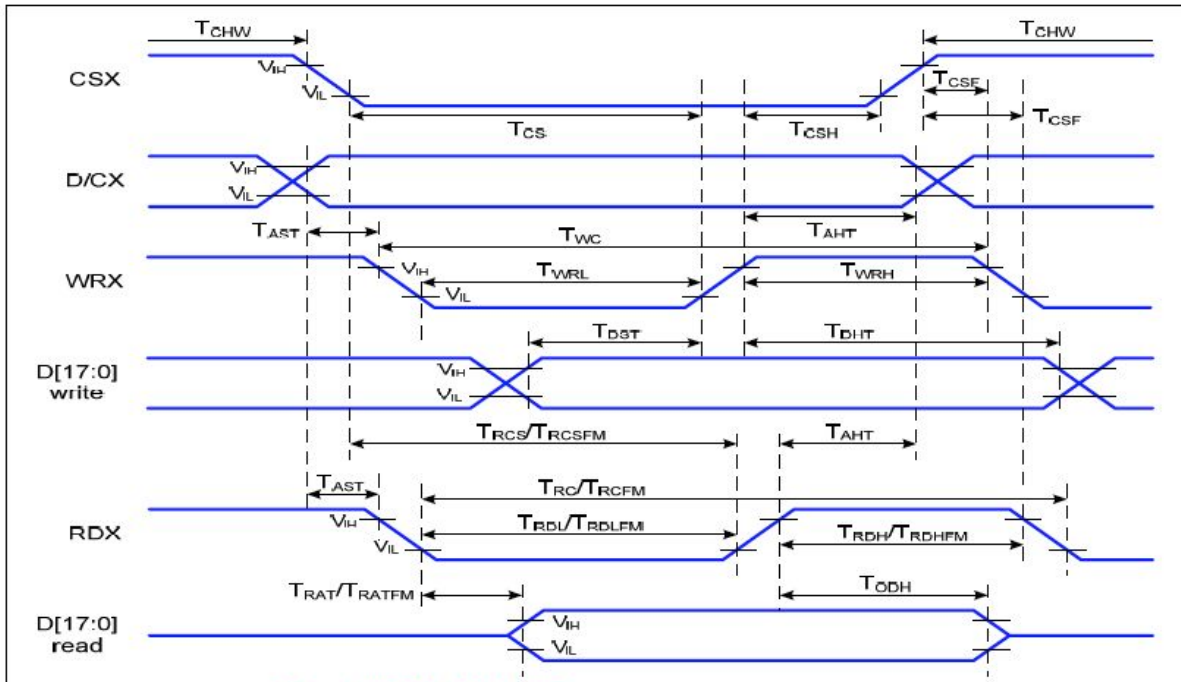 TCHW
TCHW
CSX
VIH
VIL
TCSF
TCS
TCSH
TCSF
D/CX
VIH
VIL
TAST
TWC
TAHT
WRX
VIH
TWRL
TWRH
VIL
TDST
TDHT
D[17:0]
write
VIH
VIL
TRCS/TRCSFM
TAHT
TAST
TRC/TRCFM
RDX
VIH
TRDL/TRDLFM
VIL
TRDH/TRDHFM
TRAT/TRATFM
TODH
D[17:0]
read
VIH
VIL